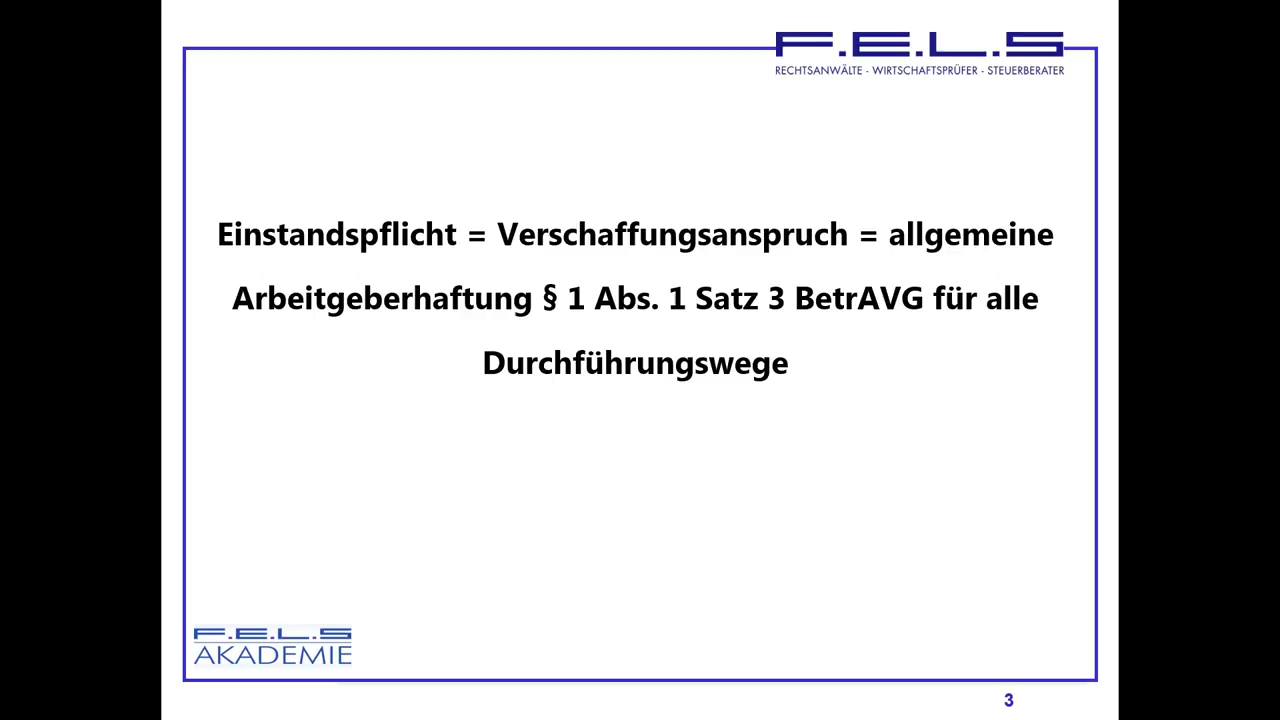 F.E.L.S
RECHTSANWÄLTE - WIRTSCHAFTSPRÜFER - STEUERBERATER
Einstandspflicht = Verschaffungsanspruch = allgemeine
Arbeitgeberhaftung § 1 Abs. 1 Satz 3 BetrAVG für alle
Durchführungswege
F.E.L.S
AKADEMIE
3